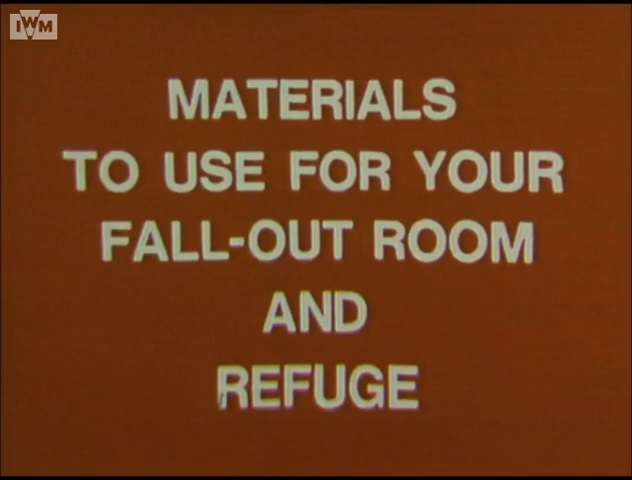 IWM
MATERIALS
TO USE FOR YOUR
FALL-OUT ROOM
AND
REFUGE